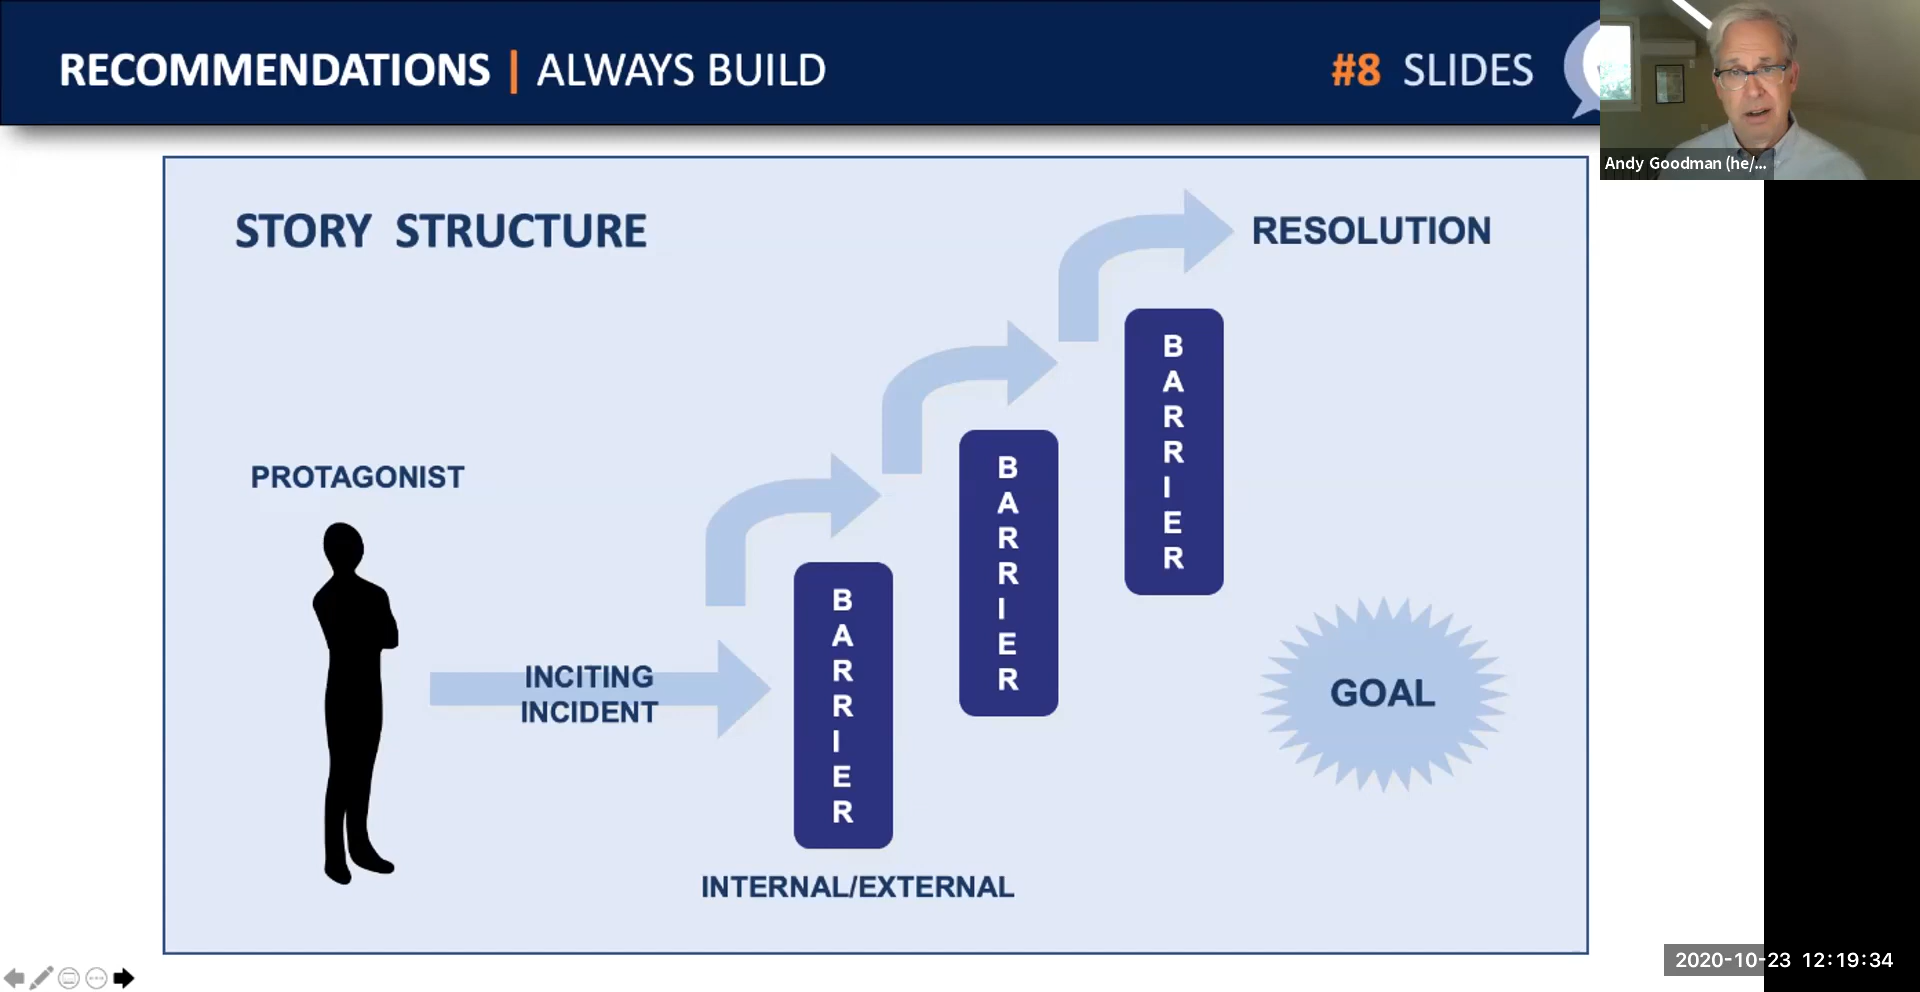 RECOMMENDATIONS | ALWAYS BUILD
#8 SLIDES
Andy Goodman (he/...
STORY STRUCTURE
RESOLUTION
BARRIER
BARRIER
BARRIER
PROTAGONIST
INCITING
INCIDENT
GOAL
INTERNAL/EXTERNAL
2020-10-23 12:19:34